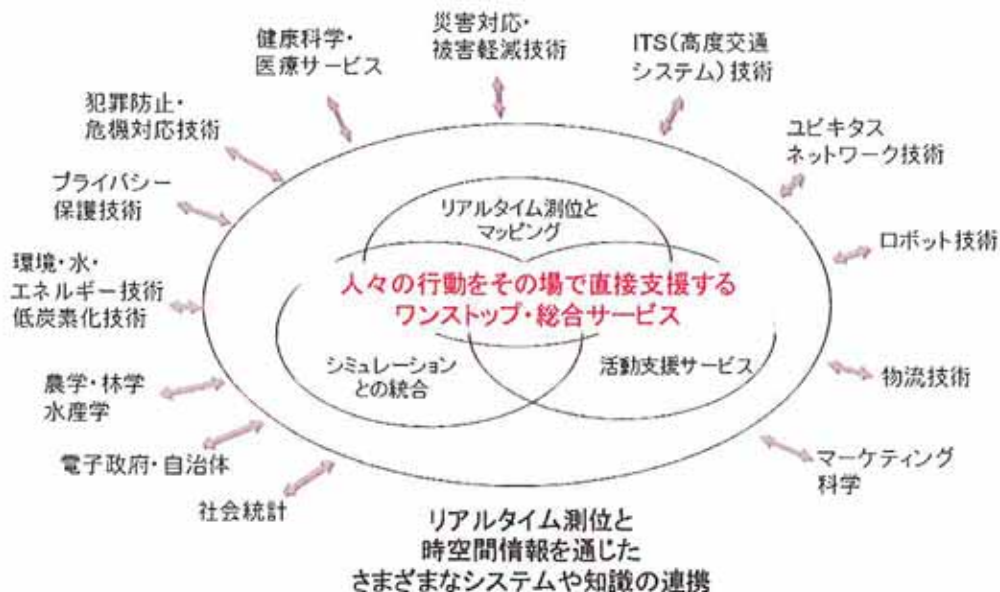 災害対応・
被害軽減技術
健康科学・
医療サービス
ITS(高度交通
システム)技術
犯罪防止・
危機対応技術
ユビキタス
ネットワーク技術
プライバシー
保護技術
ロボット技術
環境・水・
エネルギー技術
低炭素化技術
リアルタイム測位と
マッピング
人々の行動をその場で直接支援する
ワンストップ・総合サービス
シミュレーション
との統合
活動支援サービス
物流技術
農学・林学
水産学
電子政府・自治体
マーケティング
科学
社会統計
リアルタイム測位と
時空間情報を通じた
さまざまなシステムや知識の連携